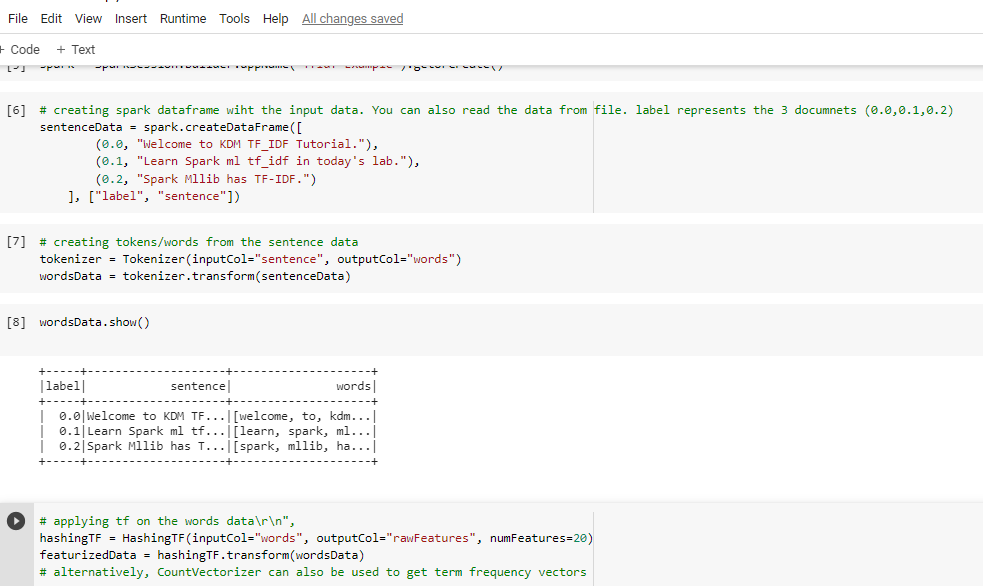 File Edit View Insert Runtime Tools Help All changes saved
+ Code + Text
[6] # creating spark dataframe wiht the input data. You can also read the data from file. label represents the 3 documnets (0.0,0.1,0.2)
sentenceData = spark.createDataFrame([
(0.0, "Welcome to KDM TF_IDF Tutorial."),
(0.1, "Learn Spark ml tf_idf in today's lab."),
(0.2, "Spark Mllib has TF-IDF.")
], ["label", "sentence"])
[7] # creating tokens/words from the sentence data
tokenizer = Tokenizer(inputCol="sentence", outputCol="words")
wordsData = tokenizer.transform(sentenceData)
[8] wordsData.show()
+-----+--------------------+--------------------+
|label|            sentence|               words|
+-----+--------------------+--------------------+
|  0.0|Welcome to KDM TF...|[welcome, to, kdm...|
|  0.1|Learn Spark ml tf...|[learn, spark, ml...|
|  0.2|Spark Mllib has T...|[spark, mllib, ha...|
+-----+--------------------+--------------------+
# applying tf on the words data\r\n",
hashingTF = HashingTF(inputCol="words", outputCol="rawFeatures", numFeatures=20)
featurizedData = hashingTF.transform(wordsData)
# alternatively, CountVectorizer can also be used to get term frequency vectors